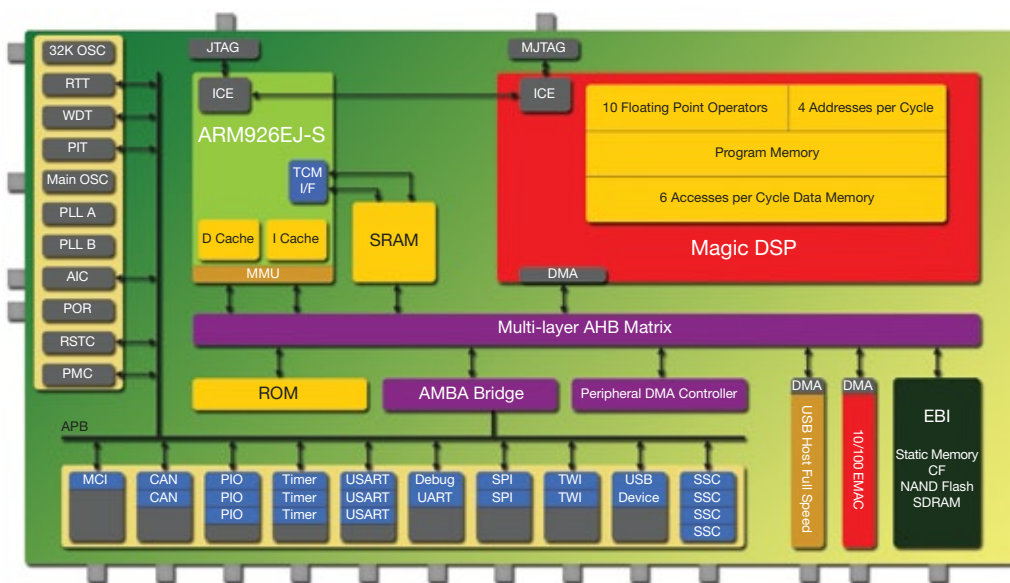 32K OSC
RTT
WDT
PIT
Main OSC
PLL A
PLL B
AIC
POR
RSTC
PMC
JTAG
ICE
ARM926EJ-S
TCM
I/F
D Cache
I Cache
MMU
SRAM
MJTAG
ICE
10 Floating Point Operators
4 Addresses per Cycle
Program Memory
6 Accesses per Cycle Data Memory
Magic DSP
DMA
Multi-layer AHB Matrix
ROM
AMBA Bridge
Peripheral DMA Controller
APB
MCI
CAN
CAN
PIO
PIO
PIO
Timer
Timer
Timer
USART
USART
USART
Debug
UART
SPI
SPI
TWI
TWI
USB
Device
SSC
SSC
SSC
SSC
DMA
USB Host Full Speed
DMA
10/100 EMAC
EBI
Static Memory
CF
NAND Flash
SDRAM